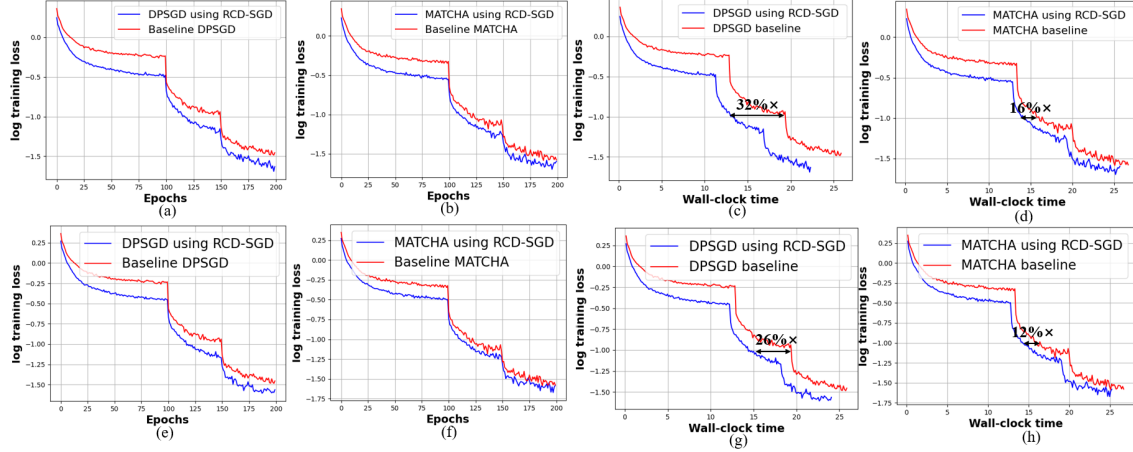 DPSGD using RCD-SGD
Baseline DPSGD
0.0
−0.5
−1.0
−1.5
log training loss
0 25 50 75 100 125 150 175 200
Epochs
(a)
MATCHA using RCD-SGD
Baseline MATCHA
0.0
−0.5
−1.0
−1.5
log training loss
0 25 50 75 100 125 150 175 200
Epochs
(b)
DPSGD using RCD-SGD
DPSGD baseline
0.0
−0.5
−1.0
−1.5
log training loss
32%×
0 5 10 15 20 25
Wall-clock time
(c)
MATCHA using RCD-SGD
MATCHA baseline
0.0
−0.5
−1.0
−1.5
log training loss
16%×
0 5 10 15 20 25
Wall-clock time
(d)
DPSGD using RCD-SGD
Baseline DPSGD
0.25
0.00
−0.25
−0.50
−0.75
−1.00
−1.25
−1.50
log training loss
0 25 50 75 100 125 150 175 200
Epochs
(e)
MATCHA using RCD-SGD
Baseline MATCHA
0.25
0.00
−0.25
−0.50
−0.75
−1.00
−1.25
−1.50
−1.75
log training loss
0 25 50 75 100 125 150 175 200
Epochs
(f)
DPSGD using RCD-SGD
DPSGD baseline
0.25
0.00
−0.25
−0.50
−0.75
−1.00
−1.25
−1.50
log training loss
26%×
0 5 10 15 20 25
Wall-clock time
(g)
MATCHA using RCD-SGD
MATCHA baseline
0.25
0.00
−0.25
−0.50
−0.75
−1.00
−1.25
−1.50
−1.75
log training loss
12%×
0 5 10 15 20 25
Wall-clock time
(h)